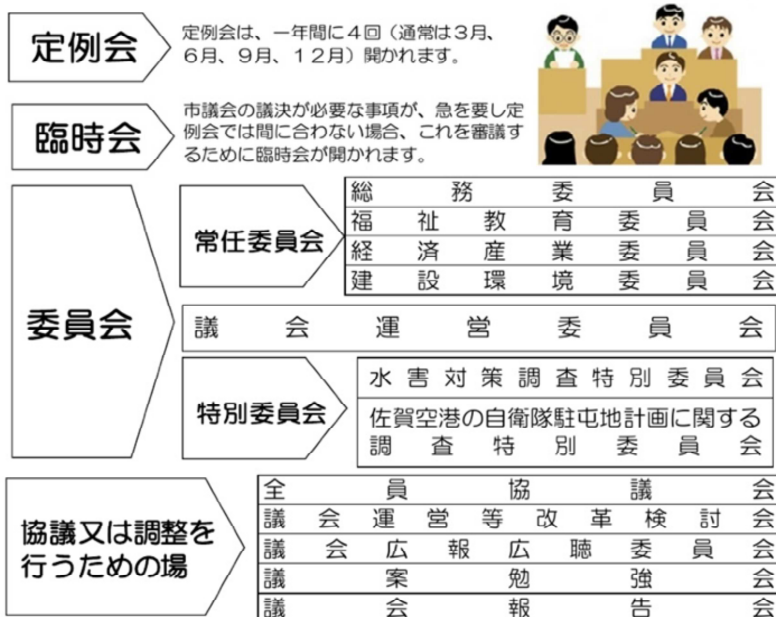 定例会
定例会は、一年間に４回（通常は３月、
６月、９月、１２月）開かれます。
臨時会
市議会の議決が必要な事項が、急を要し定
例会では間に合わない場合、これを審議す
るために臨時会が開かれます。
委員会
常任委員会
総務委員会
福祉教育委員会
経済産業委員会
建設環境委員会
議会運営委員会
特別委員会
水害対策調査特別委員会
佐賀空港の自衛隊駐屯地計画に関する
調査特別委員会
協議又は調整を
行うための場
全員協議会
議会運営等改革検討会
議会広報広聴委員会
議案勉強会
議会報告会